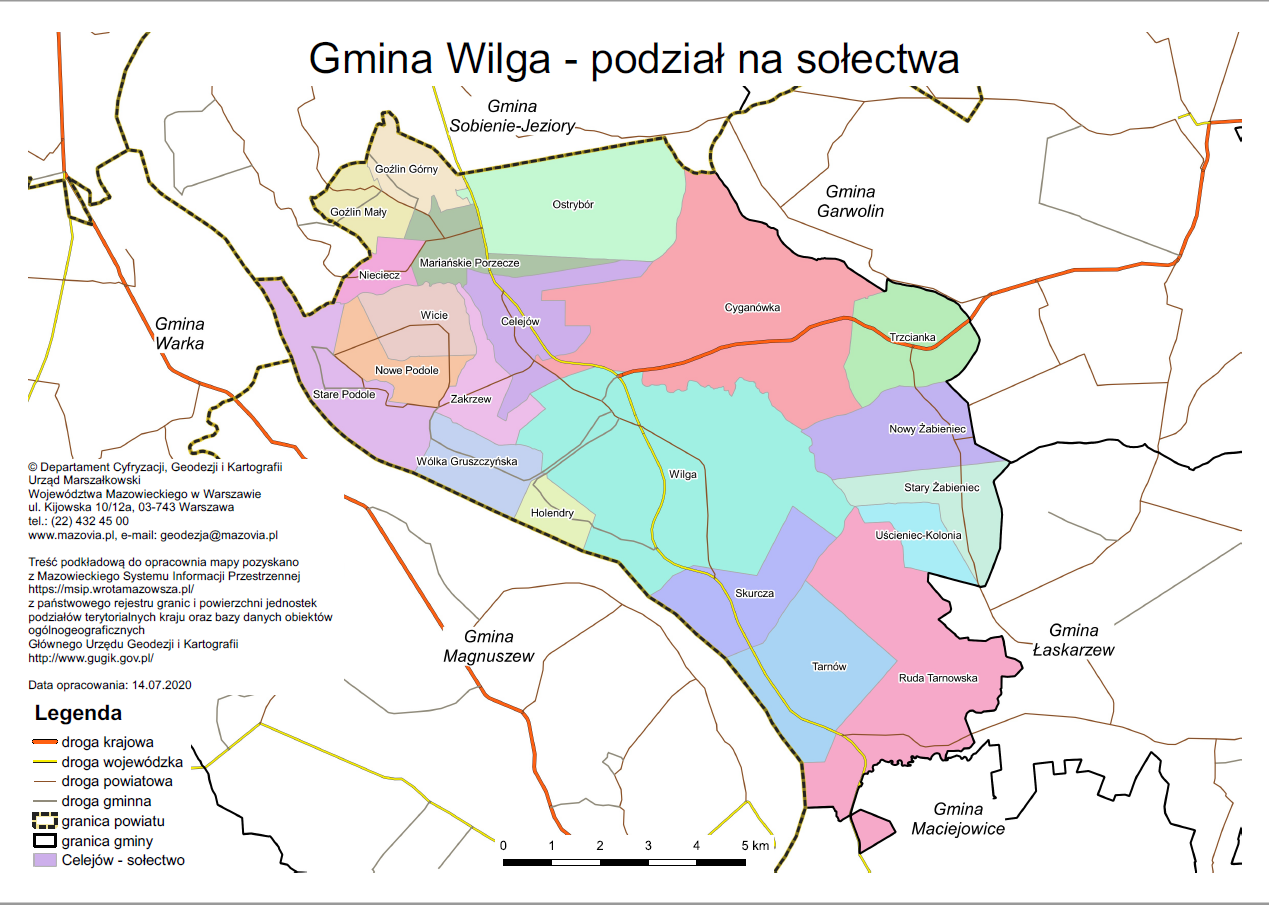 Gmina Wilga - podział na sołectwa
Gmina
Sobienie-Jeziory
Goźlin Górny
Gmina
Garwolin
Goźlin Mały
Ostrybór
Mariańskie Porzecze
Nieciecz
Cyganówka
Wicie
Celejów
Gmina
Warka
Trzcianka
Nowe Podole
Stare Podole
Zakrzew
Nowy Żabieniec
Wólka Gruszczyńska
Wilga
Stary Żabieniec
Holendry
Uścieniec-Kolonia
© Departament Cyfryzacji, Geodezji i Kartografii
Urząd Marszałkowski
Województwa Mazowieckiego w Warszawie
ul. Kijowska 10/12a, 03-743 Warszawa
tel.: (22) 432 45 00
www.mazovia.pl, e-mail: geodezja@mazovia.pl
Treść podkładową do opracownia mapy pozyskano
z Mazowieckiego Systemu Informacji Przestrzennej
https://msip.wrotamazowsza.pl/
z państwowego rejestru granic i powierzchni jednostek
podziałów terytorialnych kraju oraz bazy danych obiektów
ogólnogeograficznych
Głównego Urzędu Geodezji i Kartografii
http://www.gugik.gov.pl/
Data opracowania: 14.07.2020
Skurcza
Gmina
Magnuszew
Gmina
Łaskarzew
Tarnów
Ruda Tarnowska
Legenda
droga krajowa
droga wojewódzka
droga powiatowa
droga gminna
granica powiatu
granica gminy
Celejów - sołectwo
Gmina
Maciejowice
0 1 2 3 4 5 km